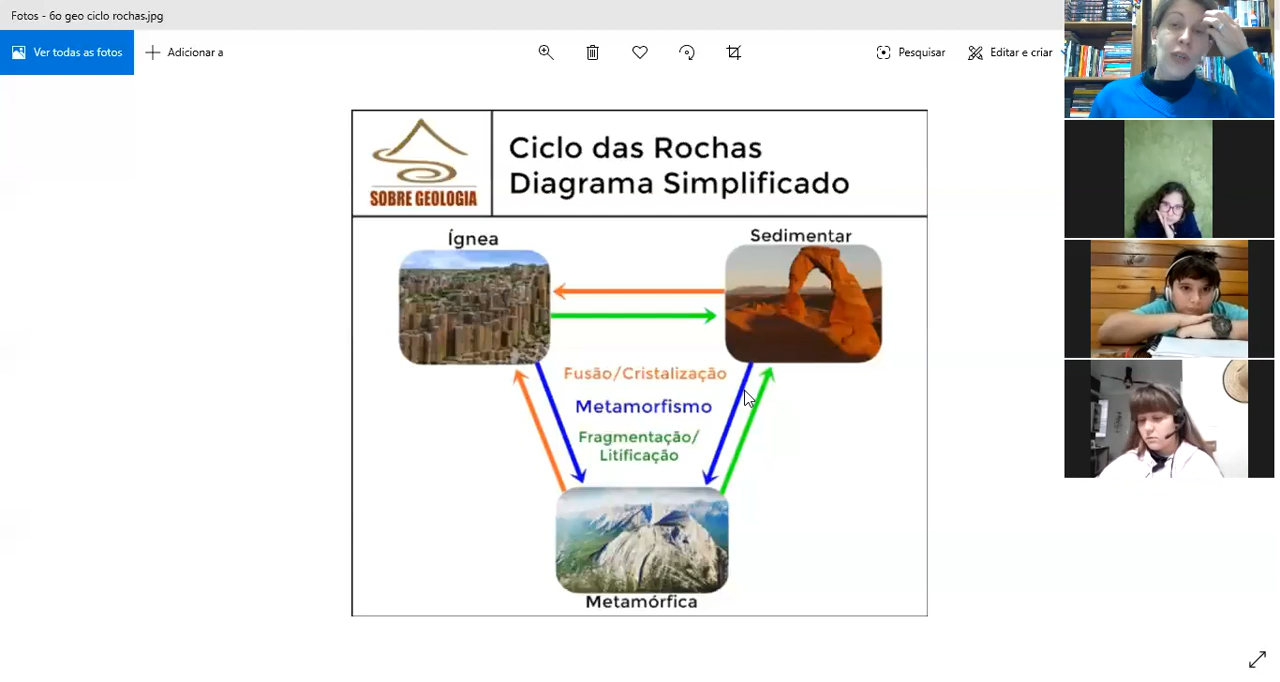 Fotos - 6o geo ciclo rochas.jpg
Ver todas as fotos
Adicionar a
Pesquisar
Editar e criar
SOBRE GEOLOGIA
Ciclo das Rochas
Diagrama Simplificado
Ígnea
Sedimentar
Fusão/Cristalização
Metamorfismo
Fragmentação/
Litificação
Metamórfica